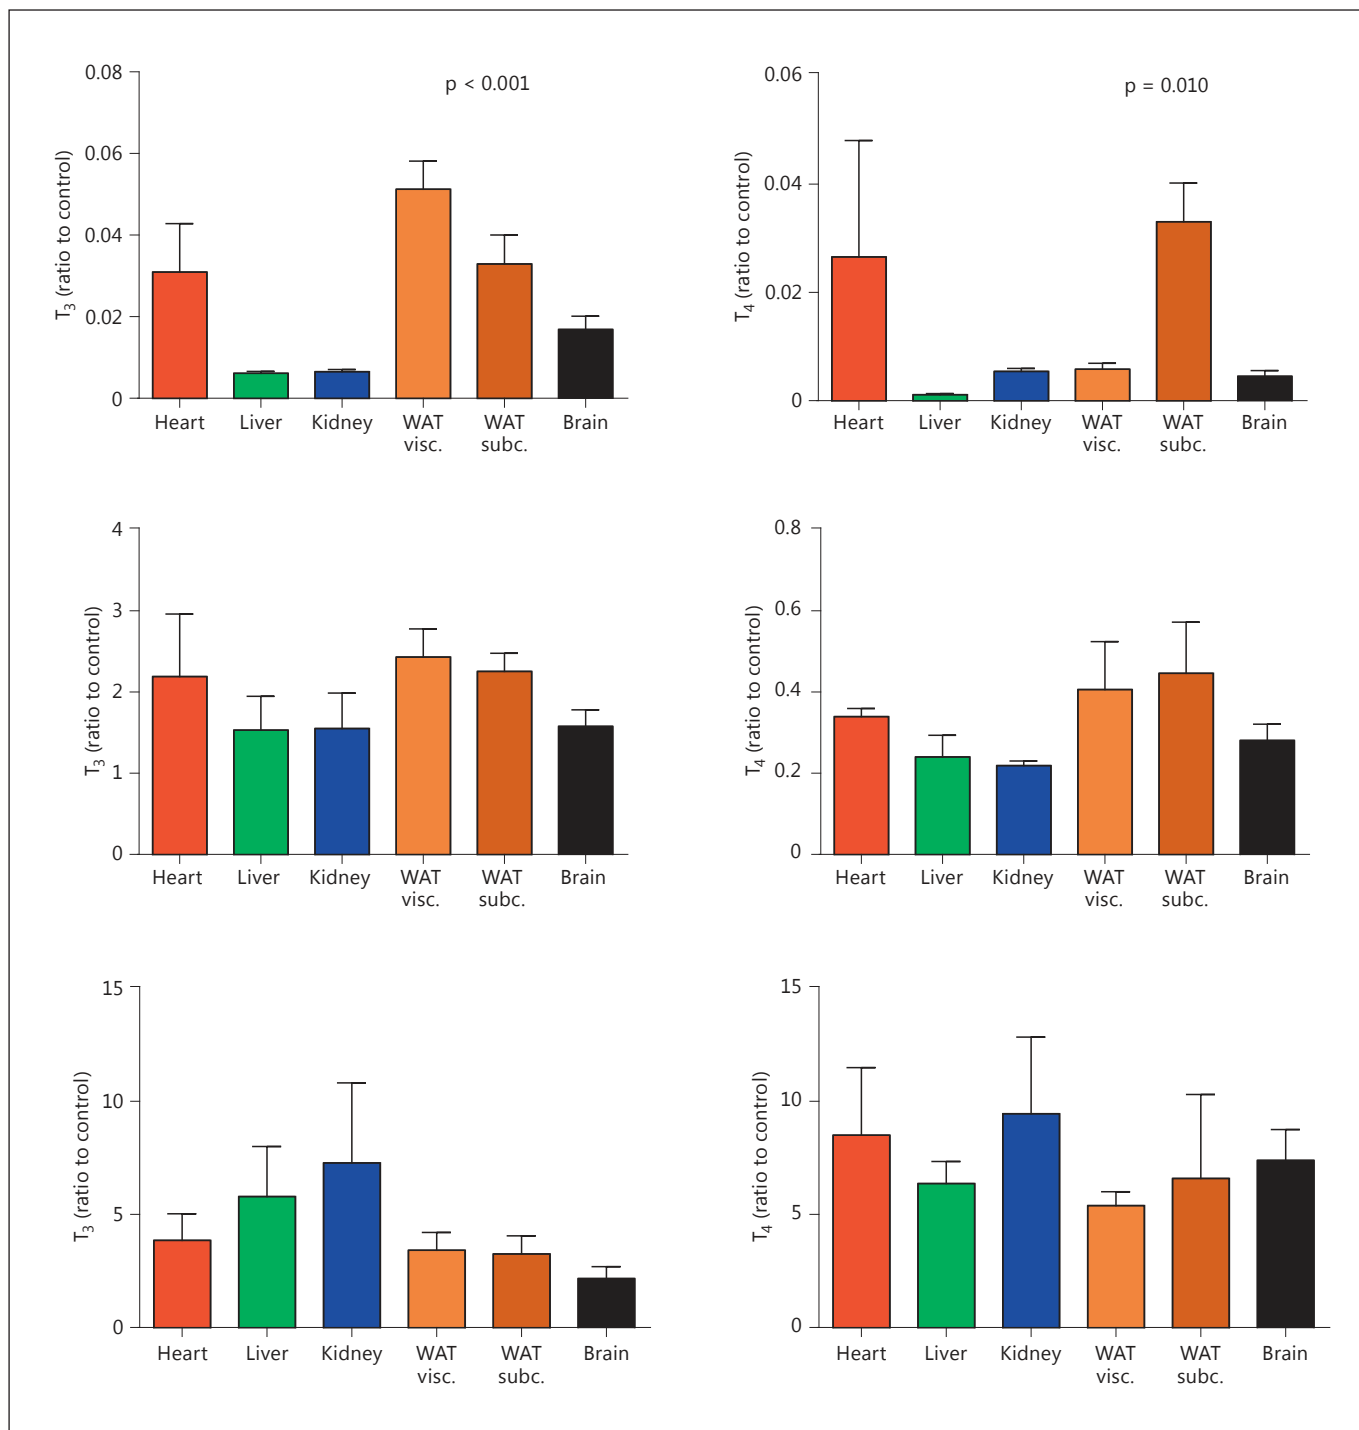 0.08
p < 0.001
0.06
0.04
0.02
0
T3 (ratio to control)
Heart Liver Kidney WAT visc. WAT subc. Brain
0.06
p = 0.010
0.04
0.02
0
T4 (ratio to control)
Heart Liver Kidney WAT visc. WAT subc. Brain
4
3
2
1
0
T3 (ratio to control)
Heart Liver Kidney WAT visc. WAT subc. Brain
0.8
0.6
0.4
0.2
0
T4 (ratio to control)
Heart Liver Kidney WAT visc. WAT subc. Brain
15
10
5
0
T3 (ratio to control)
Heart Liver Kidney WAT visc. WAT subc. Brain
15
10
5
0
T4 (ratio to control)
Heart Liver Kidney WAT visc. WAT subc. Brain